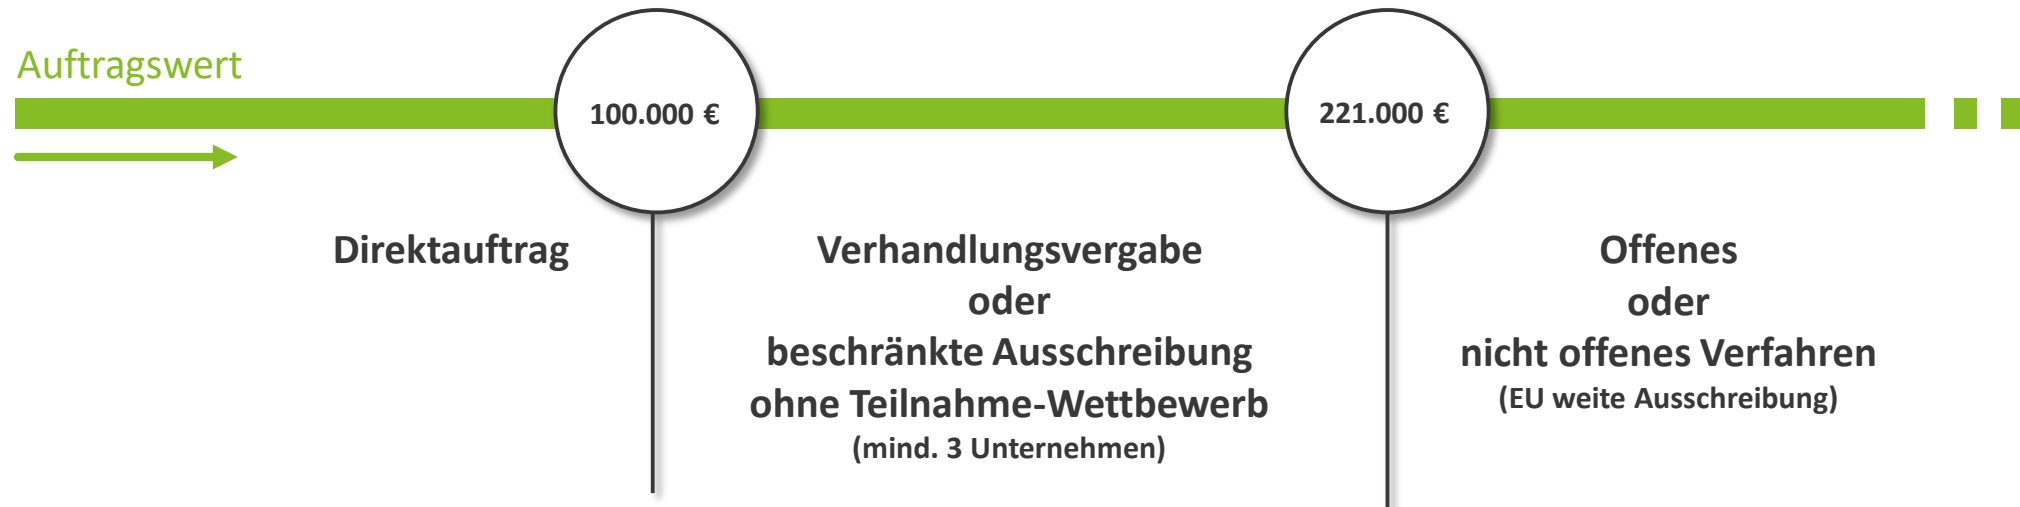 Auftragswert
100.000 €
221.000 €
Direktauftrag
Verhandlungsvergabe
oder
beschränkte Ausschreibung
ohne Teilnahme-Wettbewerb
(mind. 3 Unternehmen)
Offenes
oder
nicht offenes Verfahren
(EU weite Ausschreibung)